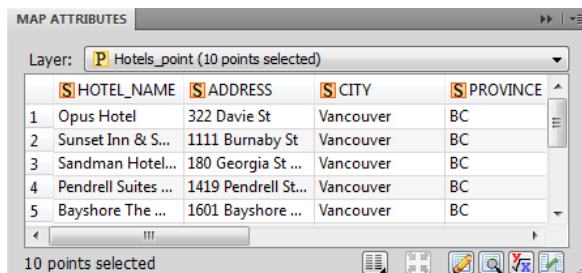 MAP ATTRIBUTES
Layer: P Hotels_point (10 points selected)
S HOTEL_NAME S ADDRESS S CITY S PROVINCE
1 Opus Hotel 322 Davie St Vancouver BC
2 Sunset Inn & S... 1111 Burnaby St Vancouver BC
3 Sandman Hotel... 180 Georgia St ... Vancouver BC
4 Pendrell Suites ... 1419 Pendrell St... Vancouver BC
5 Bayshore The ... 1601 Bayshore ... Vancouver BC
10 points selected